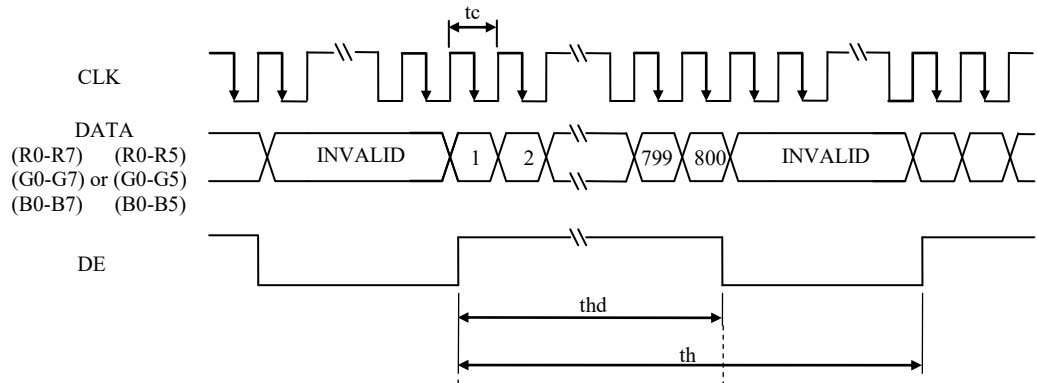 tc
CLK
DATA
(R0-R7) (R0-R5)
(G0-G7) or (G0-G5)
(B0-B7) (B0-B5)
INVALID 1 2 799 800 INVALID
DE
thd
th